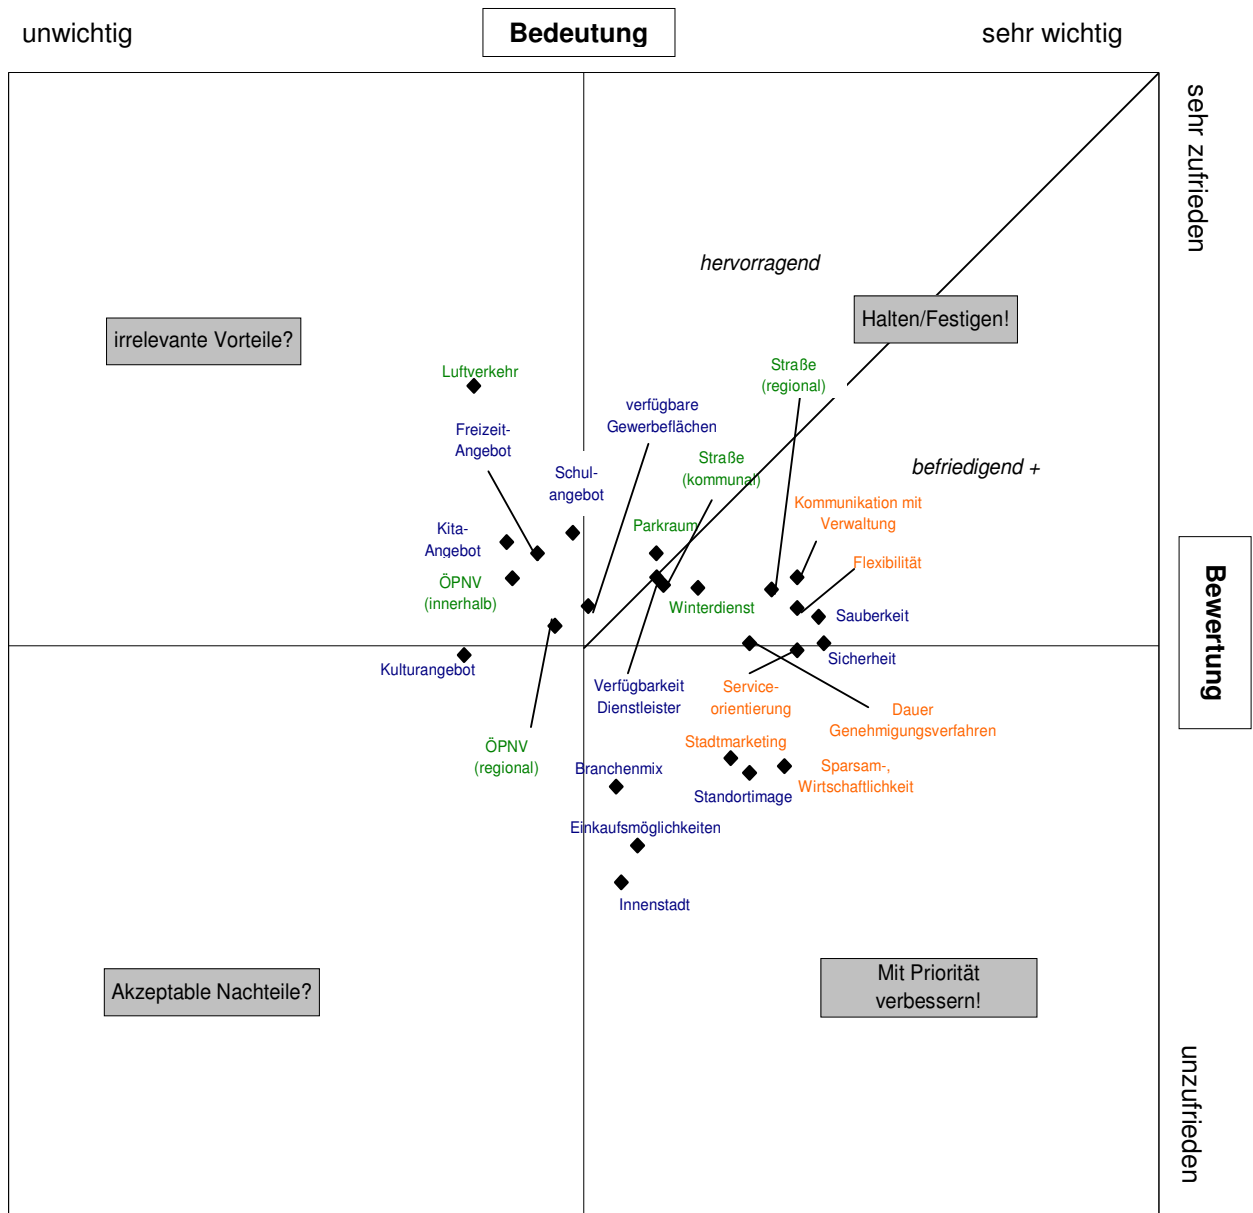 unwichtig
Bedeutung
sehr wichtig
sehr zufrieden
hervorragend
Halten/Festigen!
irrelevante Vorteile?
Luftverkehr
Straße
(regional)
verfügbare
Gewerbeflächen
Freizeit-
Angebot
Straße
(kommunal)
befriedigend +
Schul-
angebot
Kommunikation mit
Verwaltung
Kita-
Angebot
Parkraum
Flexibilität
ÖPNV
(innerhalb)
Winterdienst
Sauberkeit
Bewertung
Kulturangebot
Sicherheit
Verfügbarkeit
Dienstleister
Service-
orientierung
Dauer
Genehmigungsverfahren
ÖPNV
(regional)
Stadtmarketing
Branchenmix
Sparsam-,
Wirtschaftlichkeit
Standortimage
Einkaufsmöglichkeiten
Innenstadt
Akzeptable Nachteile?
Mit Priorität
verbessern!
unzufrieden